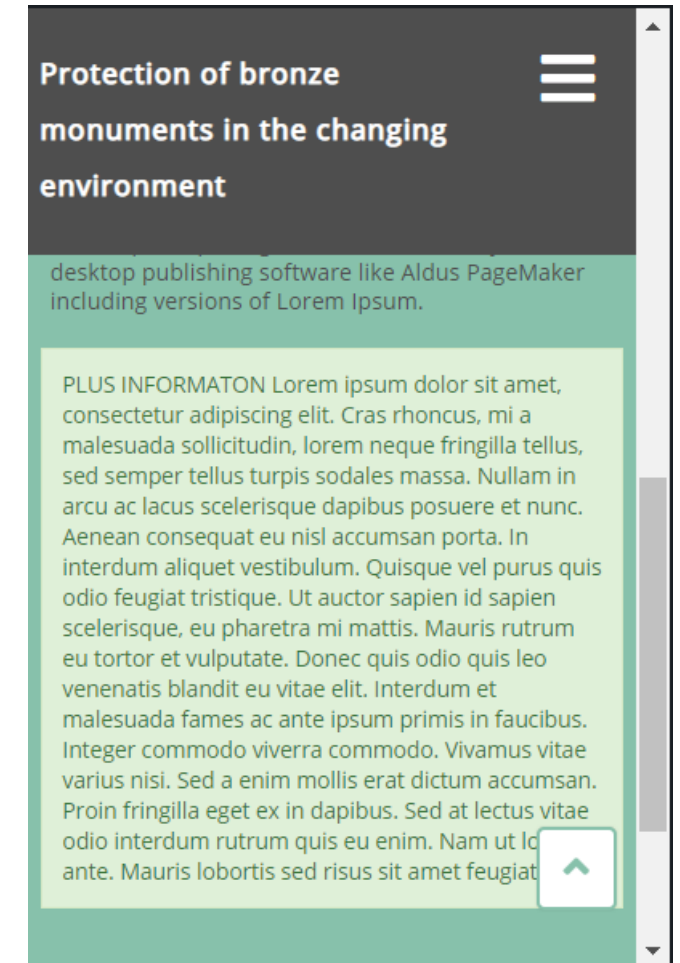 Protection of bronze
monuments in the changing
environment
desktop publishing software like Aldus PageMaker
including versions of Lorem Ipsum.
PLUS INFORMATON Lorem ipsum dolor sit amet,
consectetur adipiscing elit. Cras rhoncus, mi a
malesuada sollicitudin, lorem neque fringilla tellus,
sed semper tellus turpis sodales massa. Nullam in
arcu ac lacus scelerisque dapibus posuere et nunc.
Aenean consequat eu nisl accumsan porta. In
interdum aliquet vestibulum. Quisque vel purus quis
odio feugiat tristique. Ut auctor sapien id sapien
scelerisque, eu pharetra mi mattis. Mauris rutrum
eu tortor et vulputate. Donec quis odio quis leo
venenatis blandit eu vitae elit. Interdum et
malesuada fames ac ante ipsum primis in faucibus.
Integer commodo viverra commodo. Vivamus vitae
varius nisi. Sed a enim mollis erat dictum accumsan.
Proin fringilla eget ex in dapibus. Sed at lectus vitae
odio interdum rutrum quis eu enim. Nam ut
ante. Mauris lobortis sed risus sit amet feugiat